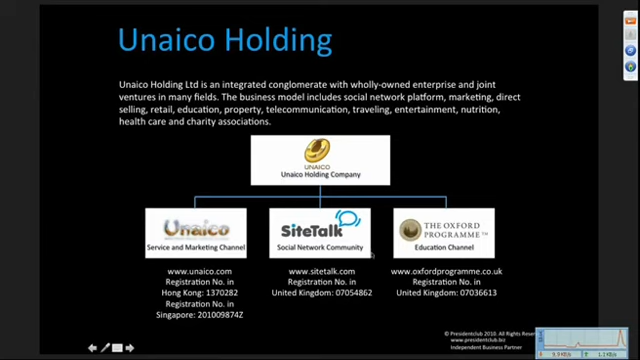 Unaico Holding
Unaico Holding Ltd is an integrated conglomerate with wholly-owned enterprise and joint
ventures in many fields. The business model includes social network platform, marketing, direct
selling, retail, education, property, telecommunication, traveling, entertainment, nutrition,
health care and charity associations.
UNAICO
Unaico Holding Company
Unaico
Service and Marketing Channel
SiteTalk
Social Network Community
THE OXFORD
PROGRAMME™
Education Channel
www.unaico.com
Registration No. in
Hong Kong: 1370282
Registration No. in
Singapore: 201009874Z
www.sitetalk.com
Registration No. in
United Kingdom: 07054862
www.oxfordprogramme.co.uk
Registration No. in
United Kingdom: 07036613
© Presidentclub 2010. All Rights Rese
www.presidentclub.biz
Independent Business Partner